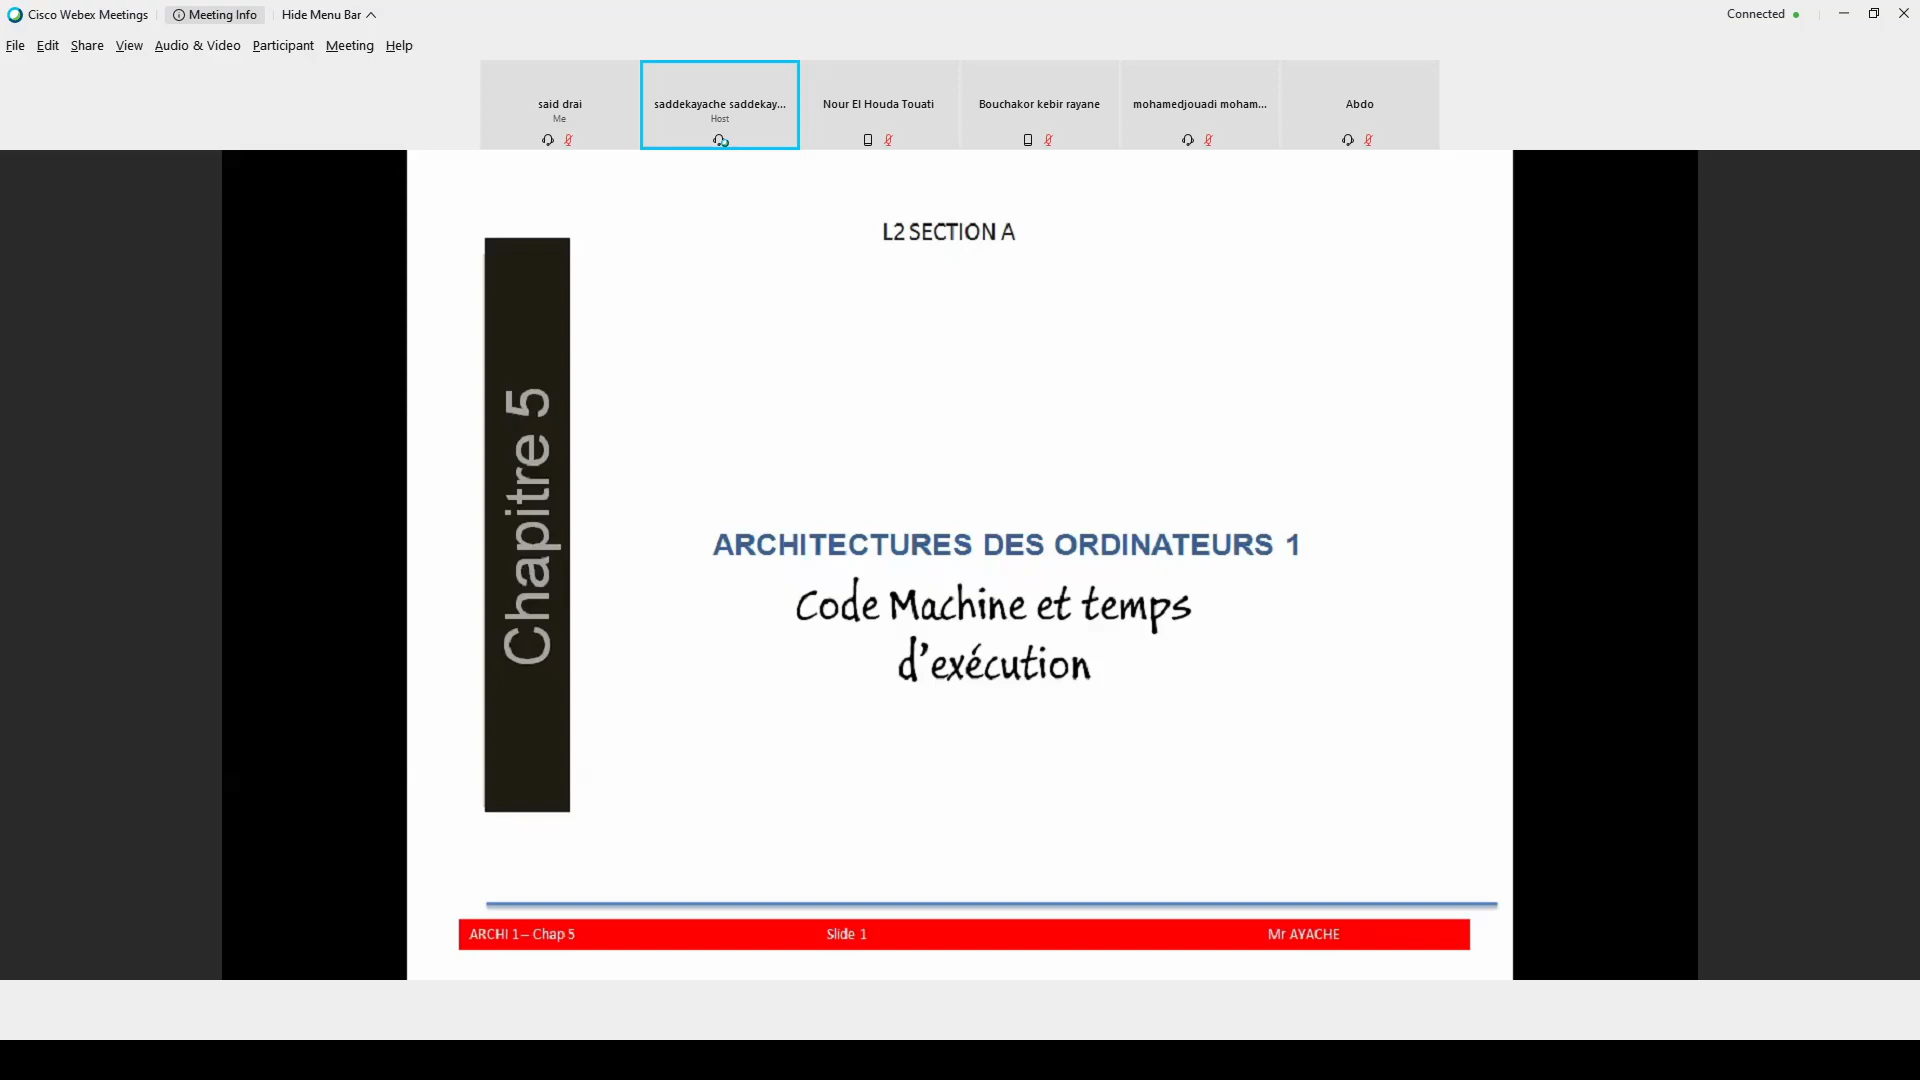 Cisco Webex Meetings
Meeting Info
Hide Menu Bar
Connected
File Edit Share View Audio & Video Participant Meeting Help
said drai
Me
saddekayache saddekay...
Host
Nour El Houda Touati
Bouchakor kebir rayane
mohamedjouadi moham...
Abdo
L2 SECTION A
Chapitre 5
ARCHITECTURES DES ORDINATEURS 1
Code Machine et temps
d'exécution
ARCHI 1– Chap 5
Slide 1
Mr AYACHE